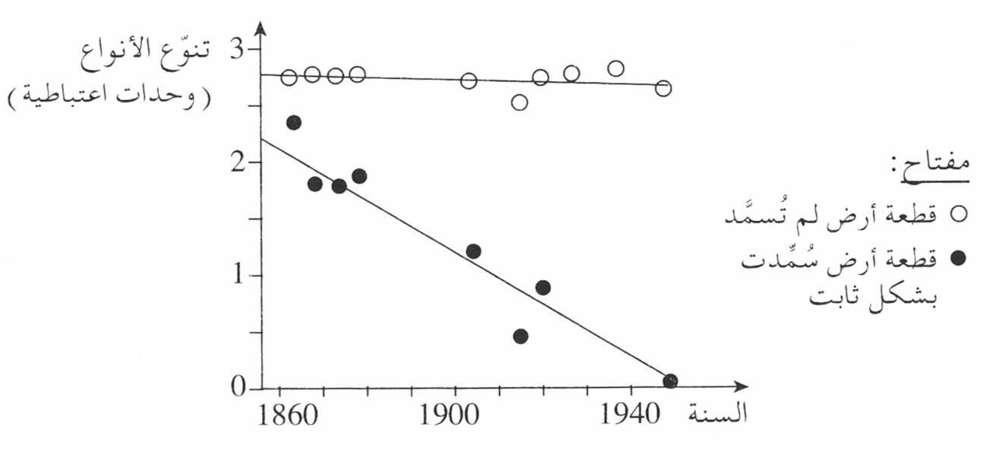 تنوّع الأنواع
(وحدات اعتباطية)
3
2
1
0
1860
1900
1940
السنة
مفتاح:
قطعة أرض لم تُسمَّد
قطعة أرض سُمِّدت
بشكل ثابت